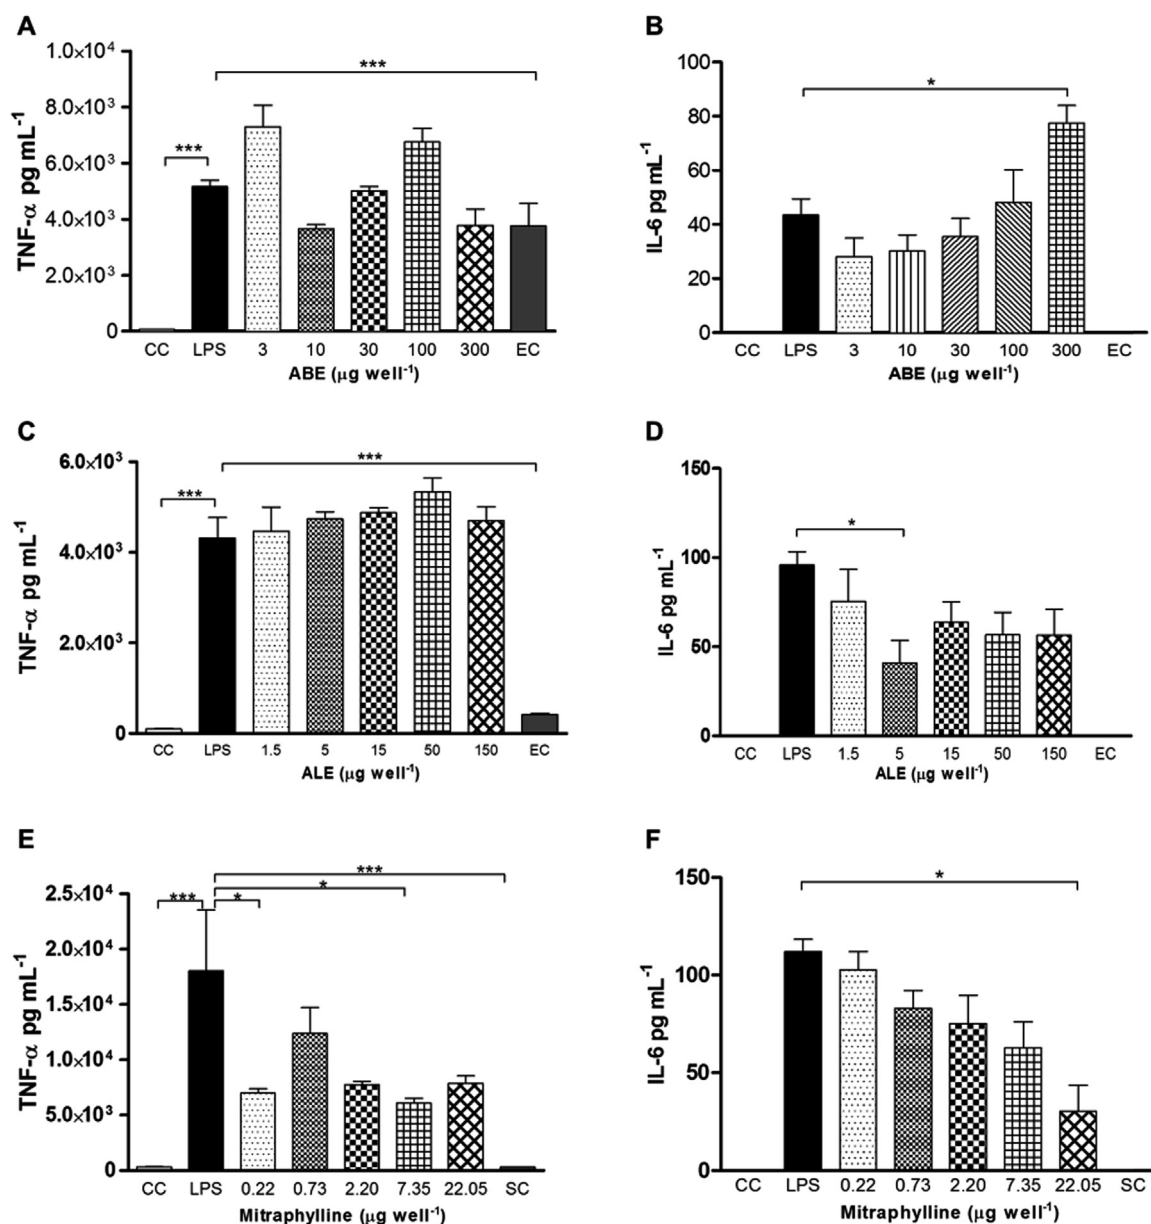 A
TNF-α pg mL⁻¹
1.0×10⁴
8.0×10³
6.0×10³
4.0×10³
2.0×10³
0
***
***
CC LPS 3 10 30 100 300 EC
ABE (μg well⁻¹)
B
IL-6 pg mL⁻¹
100
80
60
40
20
0
*
CC LPS 3 10 30 100 300 EC
ABE (μg well⁻¹)
C
TNF-α pg mL⁻¹
6.0×10³
4.0×10³
2.0×10³
0
***
***
CC LPS 1.5 5 15 50 150 EC
ALE (μg well⁻¹)
D
IL-6 pg mL⁻¹
150
100
50
0
*
CC LPS 1.5 5 15 50 150 EC
ALE (μg well⁻¹)
E
TNF-α pg mL⁻¹
2.5×10⁴
2.0×10⁴
1.5×10⁴
1.0×10⁴
5.0×10³
0
***
*
***
*
CC LPS 0.22 0.73 2.20 7.35 22.05 SC
Mitraphylline (μg well⁻¹)
F
IL-6 pg mL⁻¹
150
100
50
0
*
CC LPS 0.22 0.73 2.20 7.35 22.05 SC
Mitraphylline (μg well⁻¹)